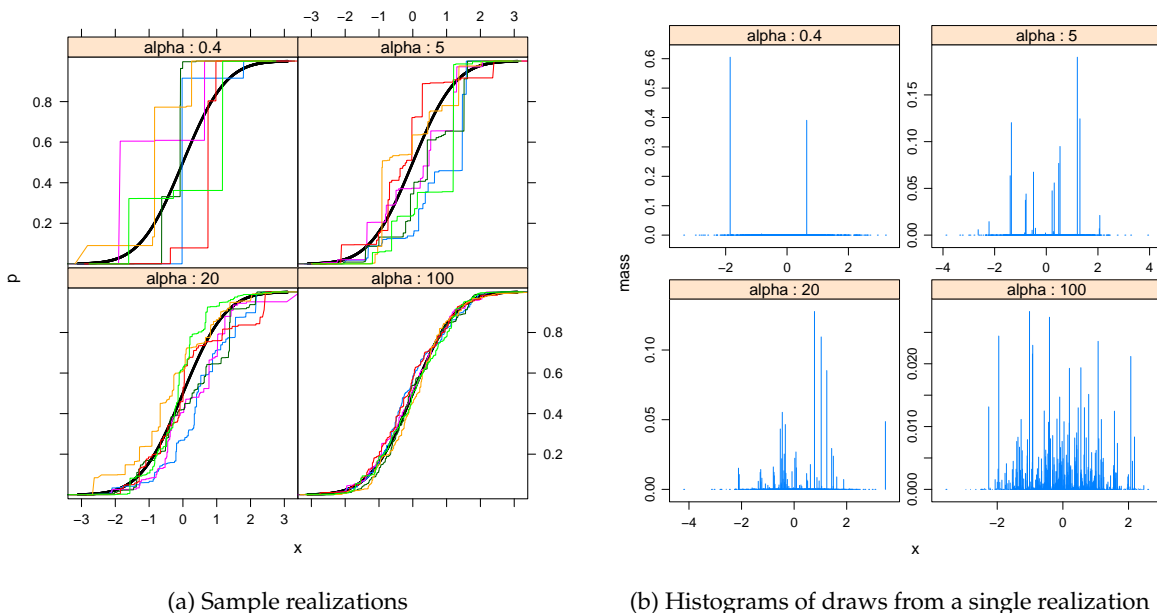 −3 −2 −1 0 1 2 3
alpha : 0.4
alpha : 5
0.2
0.4
0.6
0.8
alpha : 20
alpha : 100
0.2
0.4
0.6
0.8
−3 −2 −1 0 1 2 3
p
x
(a) Sample realizations
alpha : 0.4
0.0
0.1
0.2
0.3
0.4
0.5
0.6
−2 0 2
alpha : 5
0.00
0.05
0.10
0.15
−4 −2 0 2 4
alpha : 20
0.00
0.05
0.10
−4 −2 0 2
alpha : 100
0.000
0.010
0.020
−4 −2 0 2
mass
x
(b) Histograms of draws from a single realization